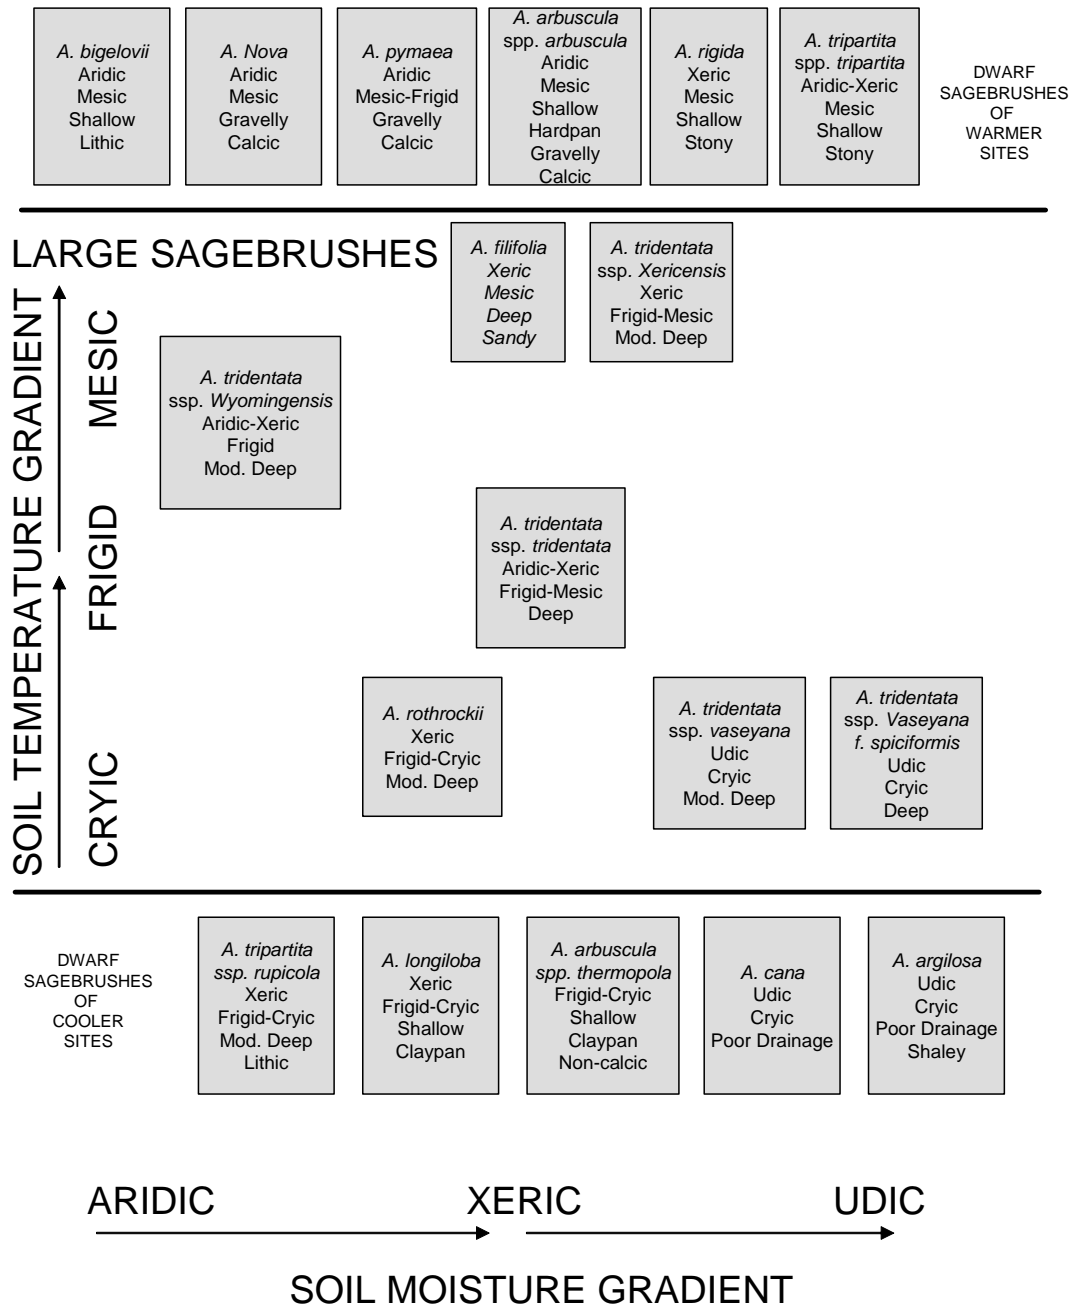 A. bigelovii
Aridic
Mesic
Shallow
Lithic
A. Nova
Aridic
Mesic
Gravelly
Calcic
A. pymaea
Aridic
Mesic-Frigid
Gravelly
Calcic
A. arbuscula
spp. arbuscula
Aridic
Mesic
Shallow
Hardpan
Gravelly
Calcic
A. rigida
Xeric
Mesic
Shallow
Stony
A. tripartita
spp. tripartita
Aridic-Xeric
Mesic
Shallow
Stony
DWARF
SAGEBRUSHES
OF
WARMER
SITES
LARGE SAGEBRUSHES
A. filifolia
Xeric
Mesic
Deep
Sandy
A. tridentata
ssp. Xericensis
Xeric
Frigid-Mesic
Mod. Deep
SOIL TEMPERATURE GRADIENT
MESIC
FRIGID
CRYIC
A. tridentata
ssp. Wyomingensis
Aridic-Xeric
Frigid
Mod. Deep
A. tridentata
ssp. tridentata
Aridic-Xeric
Frigid-Mesic
Deep
A. rothrockii
Xeric
Frigid-Cryic
Mod. Deep
A. tridentata
ssp. vaseyana
Udic
Cryic
Mod. Deep
A. tridentata
ssp. Vaseyana
f. spiciformis
Udic
Cryic
Deep
DWARF
SAGEBRUSHES
OF
COOLER
SITES
A. tripartita
ssp. rupicola
Xeric
Frigid-Cryic
Mod. Deep
Lithic
A. longiloba
Xeric
Frigid-Cryic
Shallow
Claypan
A. arbuscula
spp. thermopola
Frigid-Cryic
Shallow
Claypan
Non-calcic
A. cana
Udic
Cryic
Poor Drainage
A. argilosa
Udic
Cryic
Poor Drainage
Shaley
ARIDIC
XERIC
UDIC
SOIL MOISTURE GRADIENT